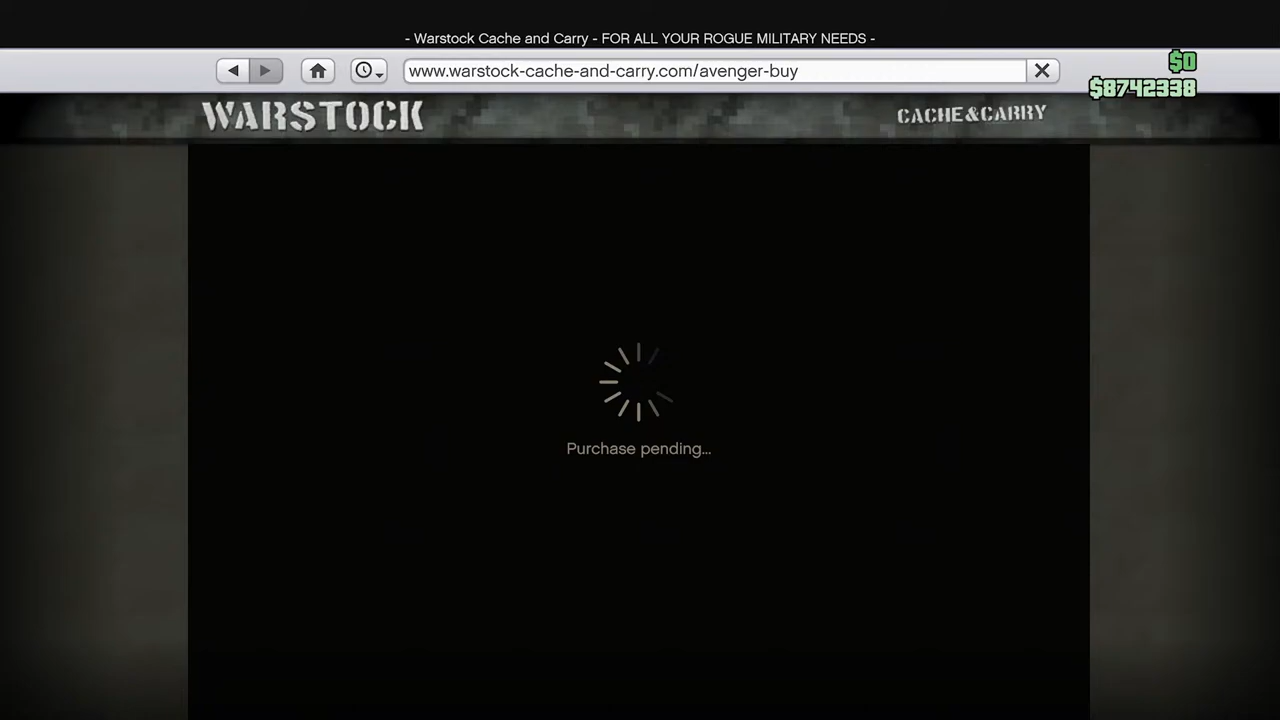 - Warstock Cache and Carry - FOR ALL YOUR ROGUE MILITARY NEEDS -
www.warstock-cache-and-carry.com/avenger-buy
$0
$8742338
WARSTOCK
CACHE&CARRY
Purchase pending...